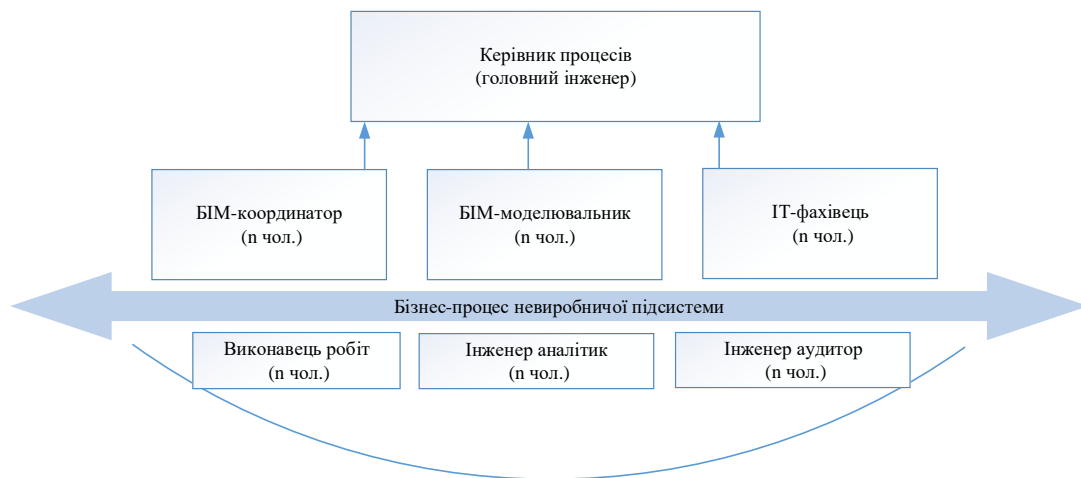 Керівник процесів
(головний інженер)
БІМ-координатор
(n чол.)
БІМ-моделювальник
(n чол.)
ІТ-фахівець
(n чол.)
Бізнес-процес невиробничої підсистеми
Виконавець робіт
(n чол.)
Інженер аналітик
(n чол.)
Інженер аудитор
(n чол.)